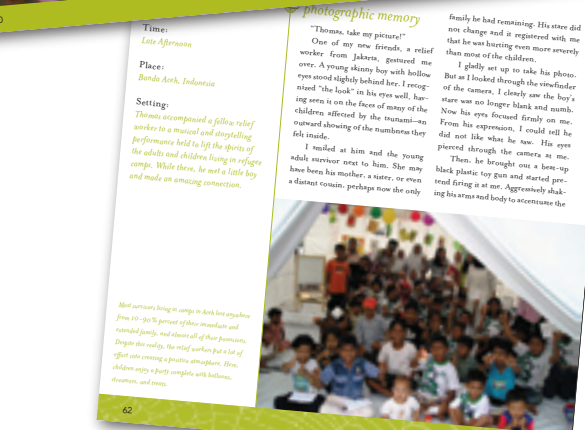 Time:
Late Afternoon
Place:
Banda Aceh, Indonesia
Setting:
Thomas accompanied a fellow relief
worker to a musical and storytelling
performance held to lift the spirits of
the adults and children living in refugee
camps. While there, he met a little boy
and made an amazing connection.
Most survivors living in camps in Aceh lost anywhere
from 10–90% percent of their immediate and
extended family, and almost all of their possessions.
Despite this reality, the relief workers put a lot of
effort into creating a positive atmosphere. Here,
children enjoy a party complete with balloons,
streamers, and treats.
62
photographic memory
"Thomas, take my picture!"
One of my new friends, a relief
worker from Jakarta, gestured me
over. A young skinny boy with hollow
eyes stood slightly behind her. I recog-
nized "the look" in his eyes well, hav-
ing seen it on the faces of many of the
children affected by the tsunami—an
outward showing of the numbness they
felt inside.
I smiled at him and the young
adult survivor next to him. She may
have been his mother, a sister, or even
a distant cousin, perhaps now the only
family he had remaining. His stare did
not change and it registered with me
that he was hurting even more severely
than most of the children.
I gladly set up to take his photo.
But as I looked through the viewfinder
of the camera, I clearly saw the boy's
stare was no longer blank and numb.
Now his eyes focused firmly on me.
From his expression, I could tell he
did not like what he saw. His eyes
pierced through the camera at me.
Then, he brought out a beat-up
black plastic toy gun and started pre-
tend firing it at me. Aggressively shak-
ing his arms and body to accentuate the